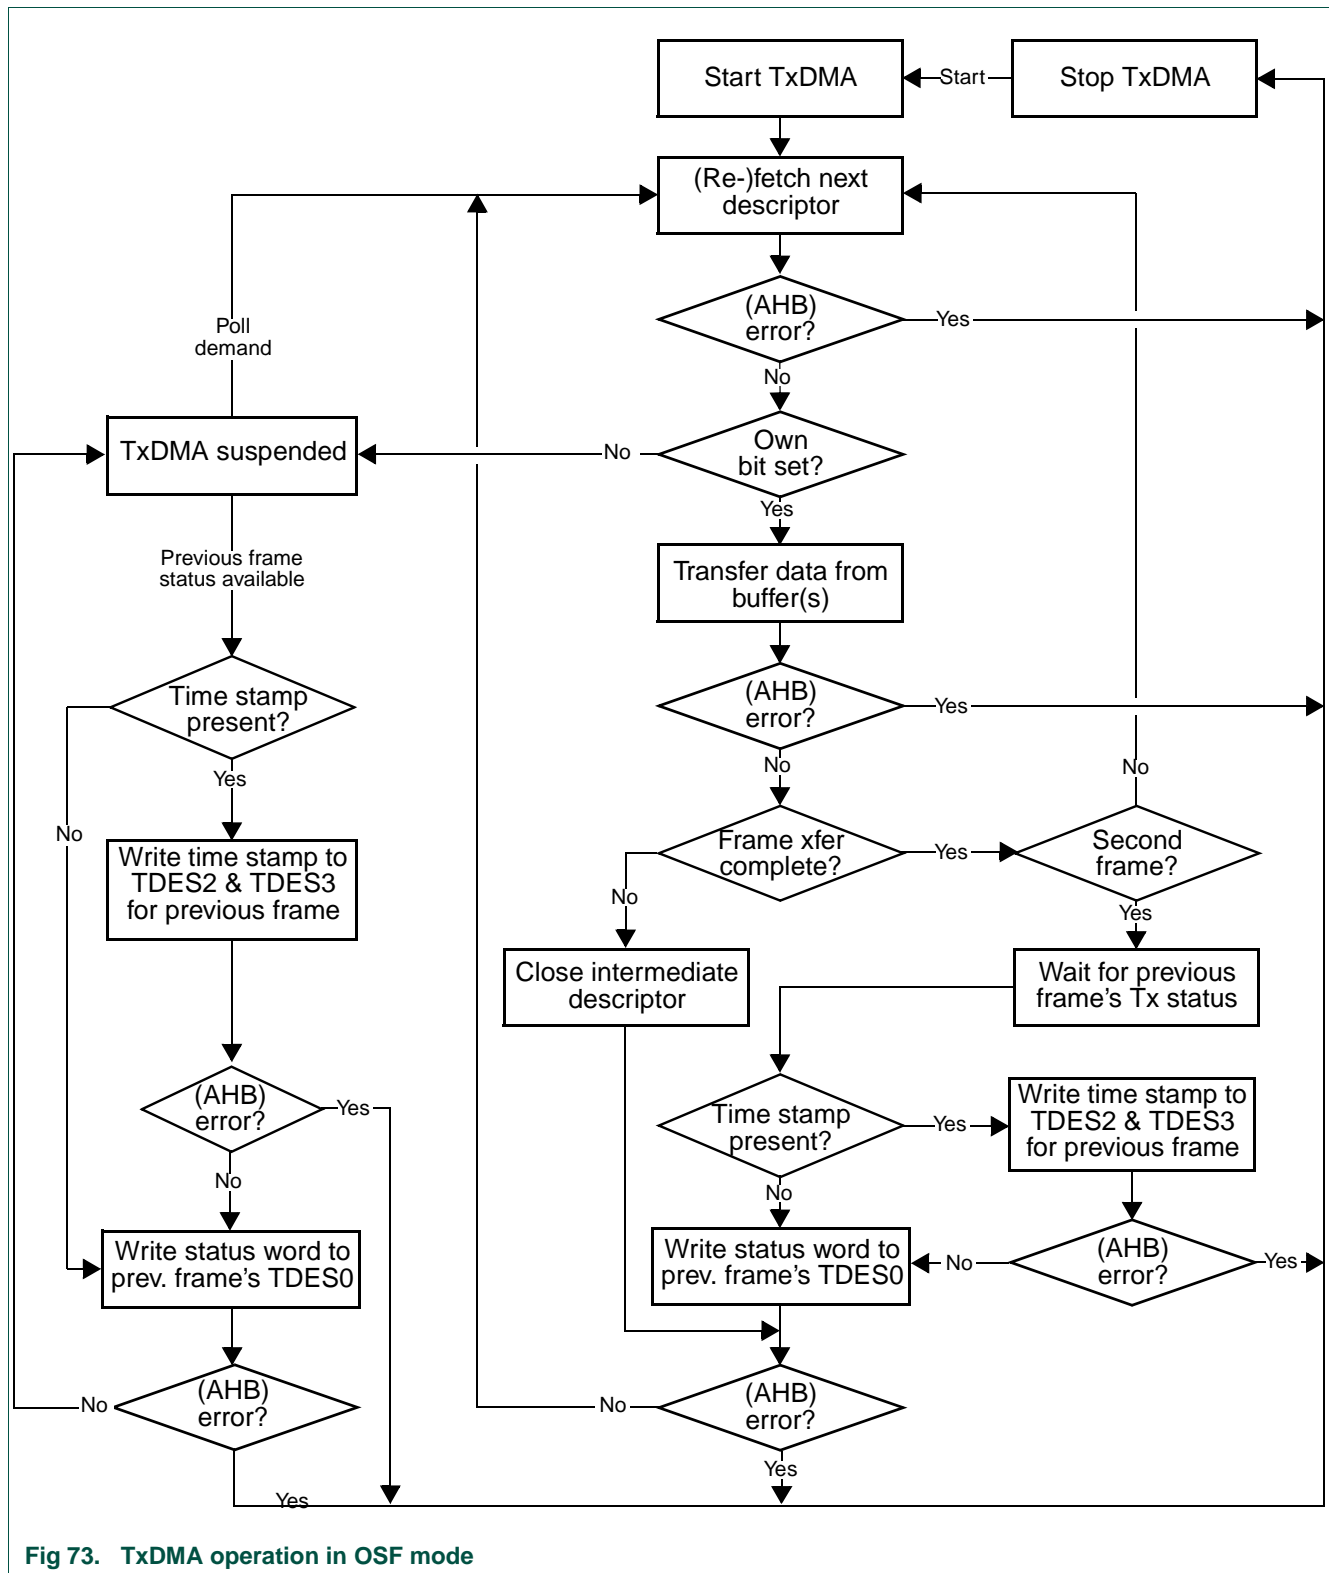 Start TxDMA
Start
Stop TxDMA
(Re-)fetch next
descriptor
(AHB)
error?
Yes
No
Poll
demand
TxDMA suspended
No
Own
bit set?
Yes
Previous frame
status available
Transfer data from
buffer(s)
Time stamp
present?
(AHB)
error?
Yes
No
No
Yes
No
Write time stamp to
TDES2 & TDES3
for previous frame
Frame xfer
complete?
Yes
Second
frame?
No
Yes
Close intermediate
descriptor
Wait for previous
frame's Tx status
(AHB)
error?
Yes
No
Time stamp
present?
Yes
Write time stamp to
TDES2 & TDES3
for previous frame
No
Write status word to
prev. frame's TDES0
Write status word to
prev. frame's TDES0
No
(AHB)
error?
Yes
No
(AHB)
error?
Yes
No
(AHB)
error?
Yes
Fig 73. TxDMA operation in OSF mode